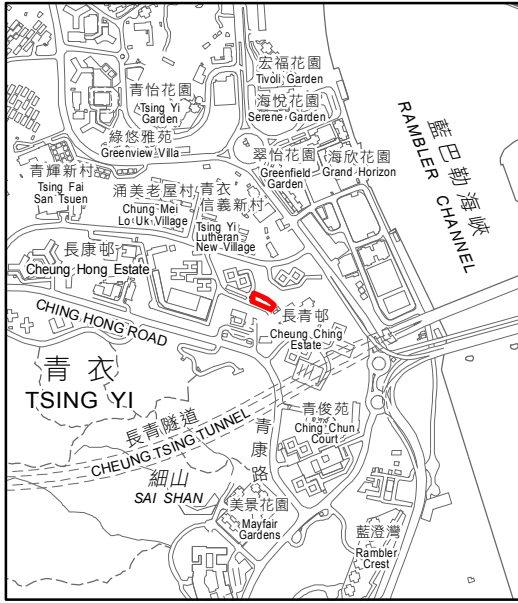 宏福花園
Tivoli Garden
青怡花園
Tsing Yi
Garden
海悅花園
Serene Garden
綠悠雅苑
Greenview Villa
翠怡花園
Greenfield
Garden
海欣花園
Grand Horizon
藍巴勒海峽
RAMBLER CHANNEL
青輝新村
Tsing Fai
San Tsuen
涌美老屋村
Chung Mei
Lo Uk Village
青衣
信義新村
Tsing Yi
Lutheran
New Village
長康邨
Cheung Hong Estate
長青邨
Cheung Ching
Estate
CHING HONG ROAD
青衣
TSING YI
長青隧道
CHEUNG TSING TUNNEL
青康路
青俊苑
Ching Chun
Court
細山
SAI SHAN
美景花園
Mayfair
Gardens
藍澄灣
Rambler
Crest